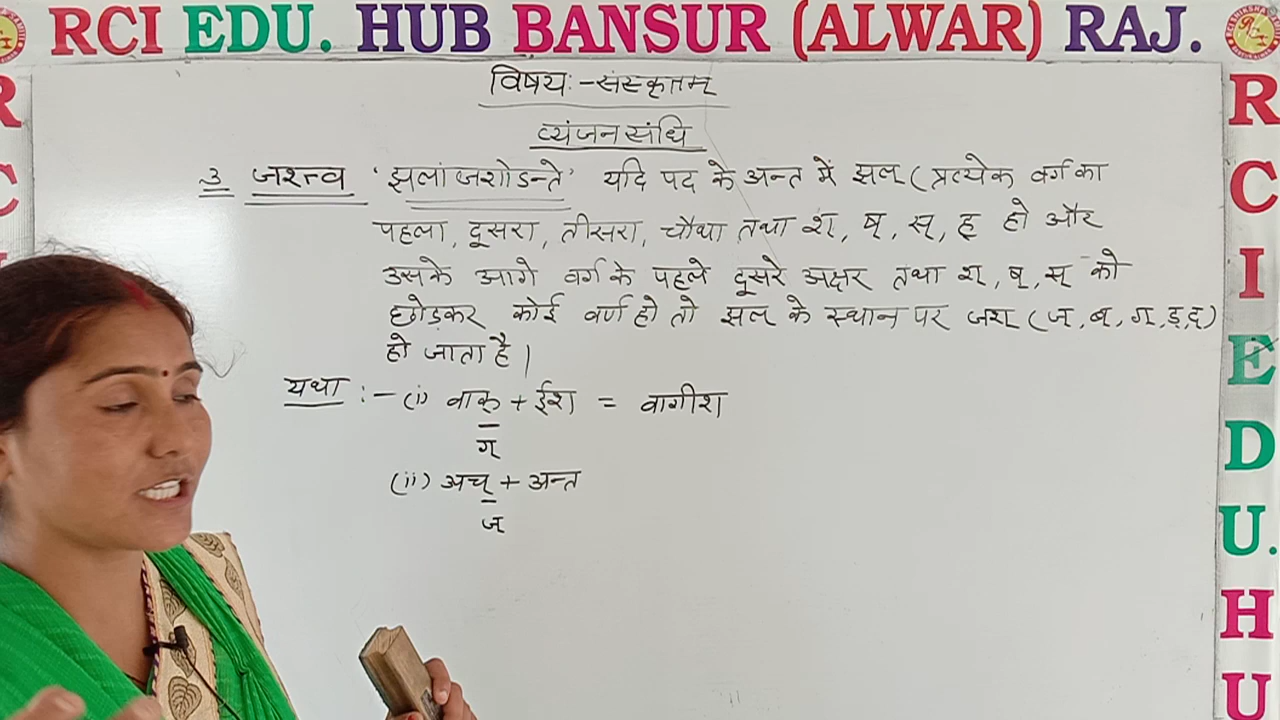 RCI EDU. HUB BANSUR (ALWAR) RAJ.
विषयः-संस्कृतम्
व्यंजन संधि
3 जश्त्व 'झलां जशोऽन्ते' यदि पद के अन्त में झल् (प्रत्येक वर्ग का
पहला, दूसरा, तीसरा, चौथा तथा श्, ष्, स्, ह् हो और
उसके आगे वर्ग के पहले दूसरे अक्षर तथा श्, ष्, स् को
छोड़कर कोई वर्ण हो तो झल् के स्थान पर जश् (ज्, ब्, ग्, ड्, द्)
हो जाता है।
यथा :- (i) वाक् + ईश = वागीश
ग्
(ii) अच् + अन्त
ज्
R
C
R
C
I
E
D
U.
H
U